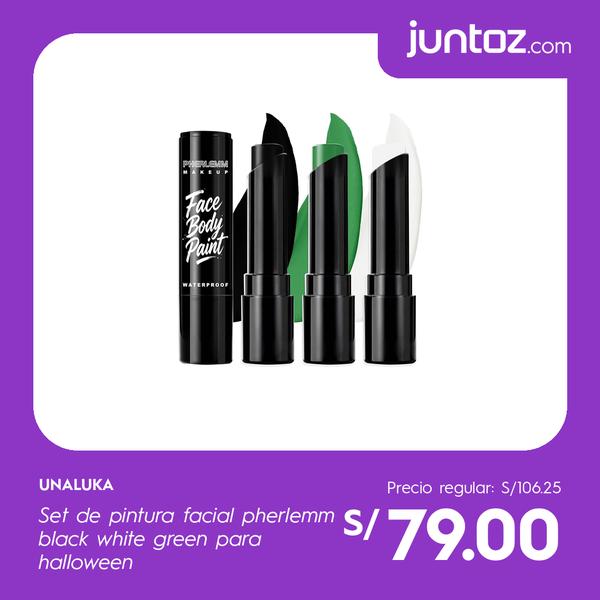 juntoz.com
PHERLEMM
MAKEUP
Face
Body
Paint
WATERPROOF
UNALUKA
Set de pintura facial pherlemm
black white green para
halloween
Precio regular: S/106.25
S/79.00